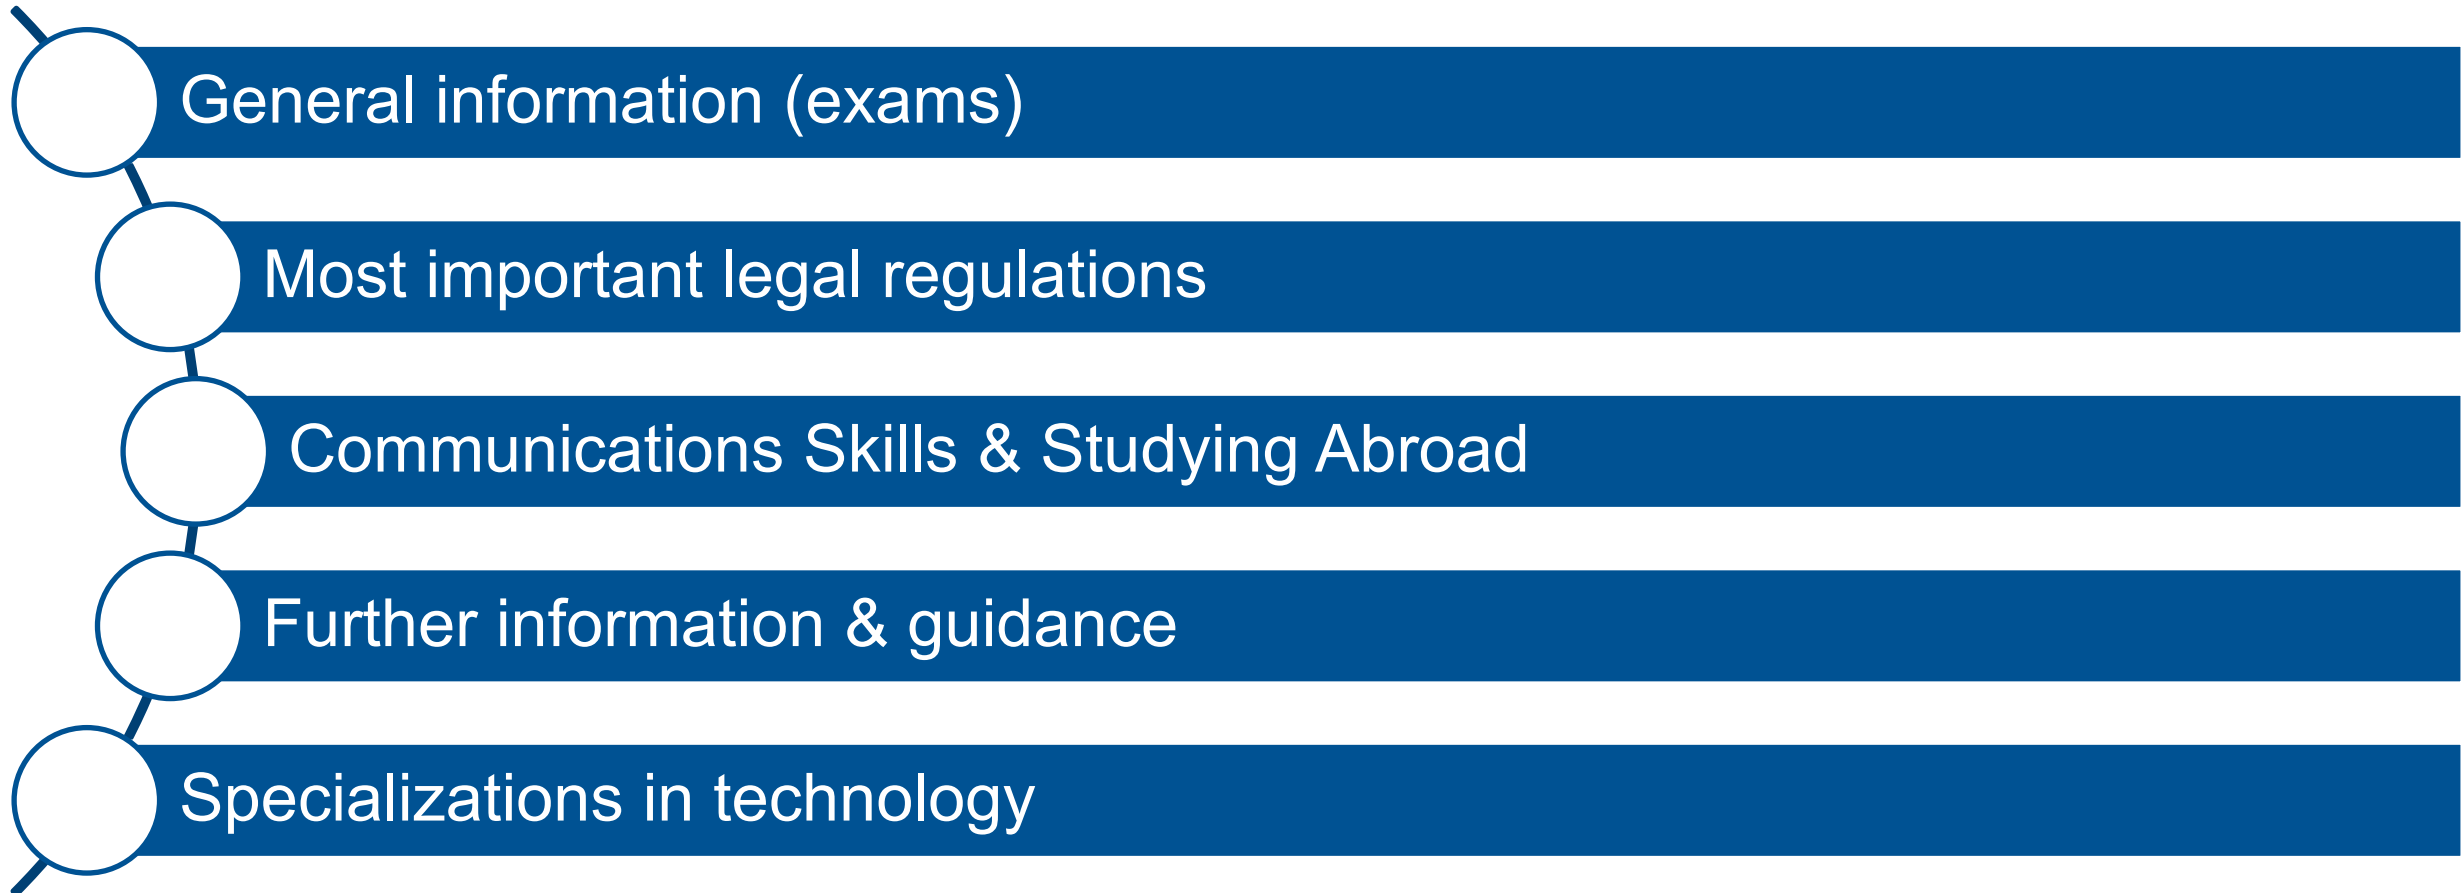 General information (exams)
Most important legal regulations
Communications Skills & Studying Abroad
Further information & guidance
Specializations in technology